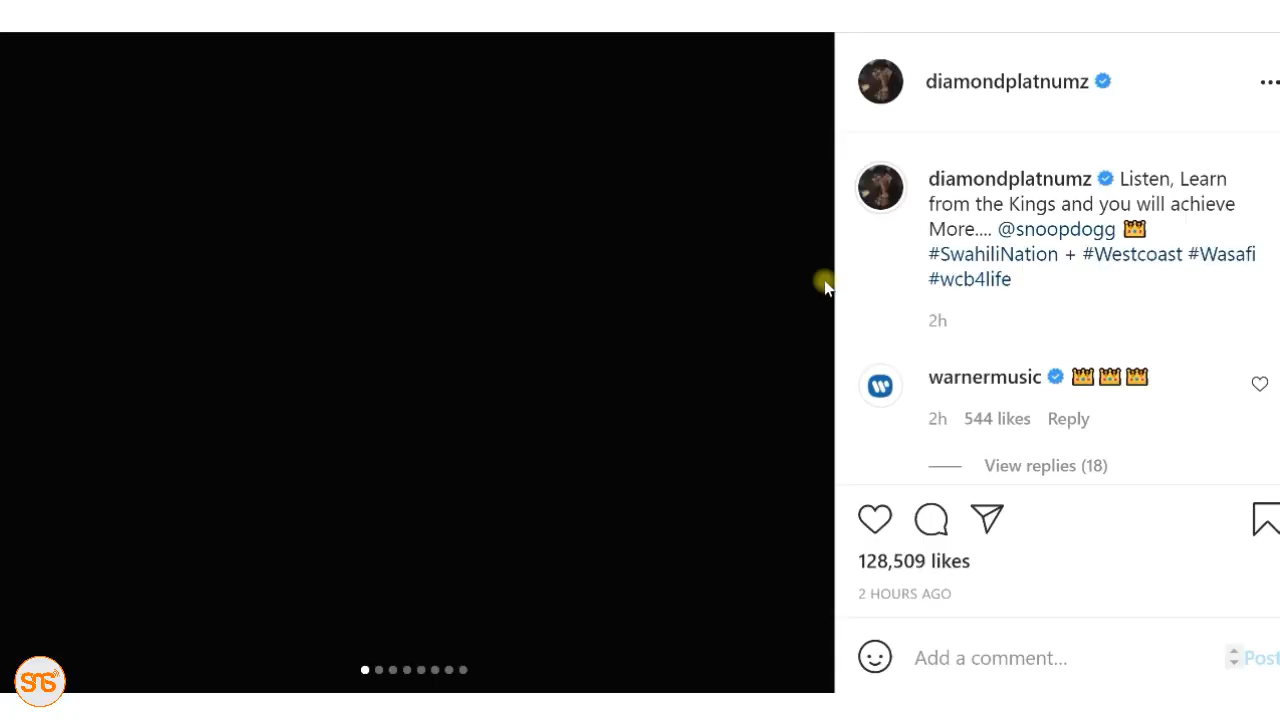 diamondplatnumz
diamondplatnumz Listen, Learn
from the Kings and you will achieve
More.... @snoopdogg 👑
#SwahiliNation + #Westcoast #Wasafi
#wcb4life
2h
warnermusic 👑👑👑
2h 544 likes Reply
View replies (18)
128,509 likes
2 HOURS AGO
Add a comment... Post
SNS